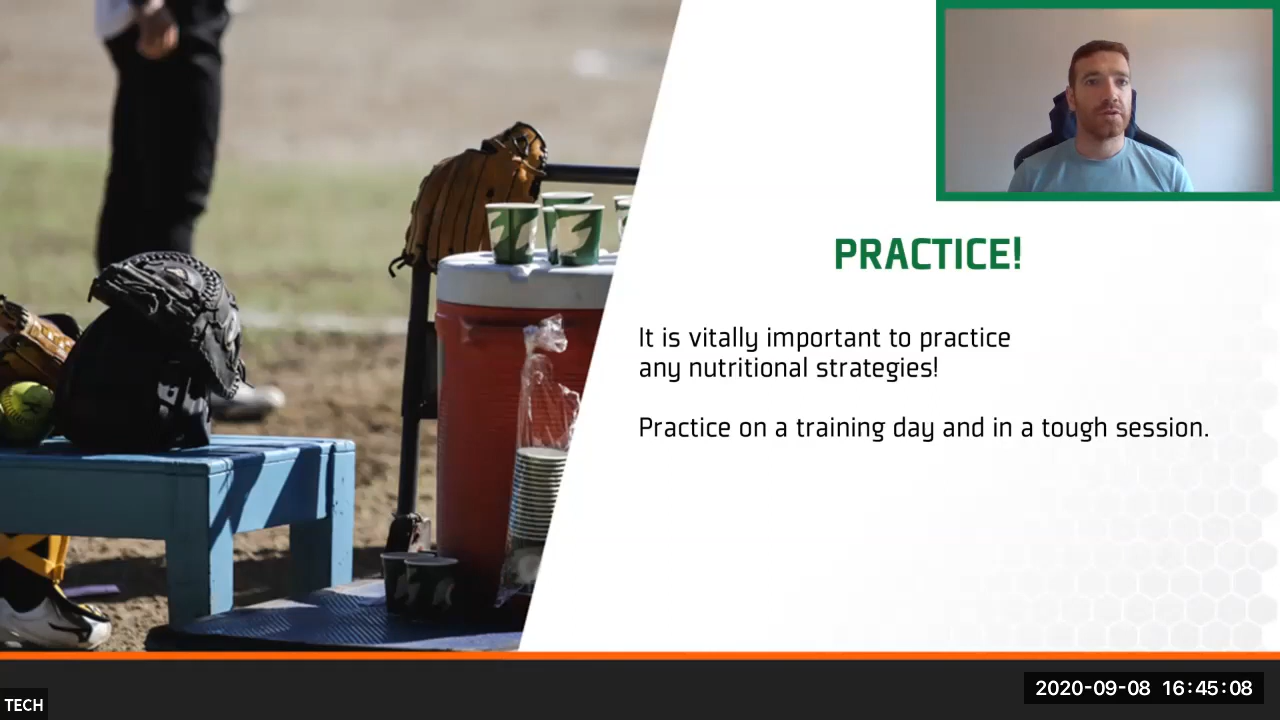 PRACTICE!
It is vitally important to practice
any nutritional strategies!
Practice on a training day and in a tough session.
2020-09-08 16:45:08
TECH